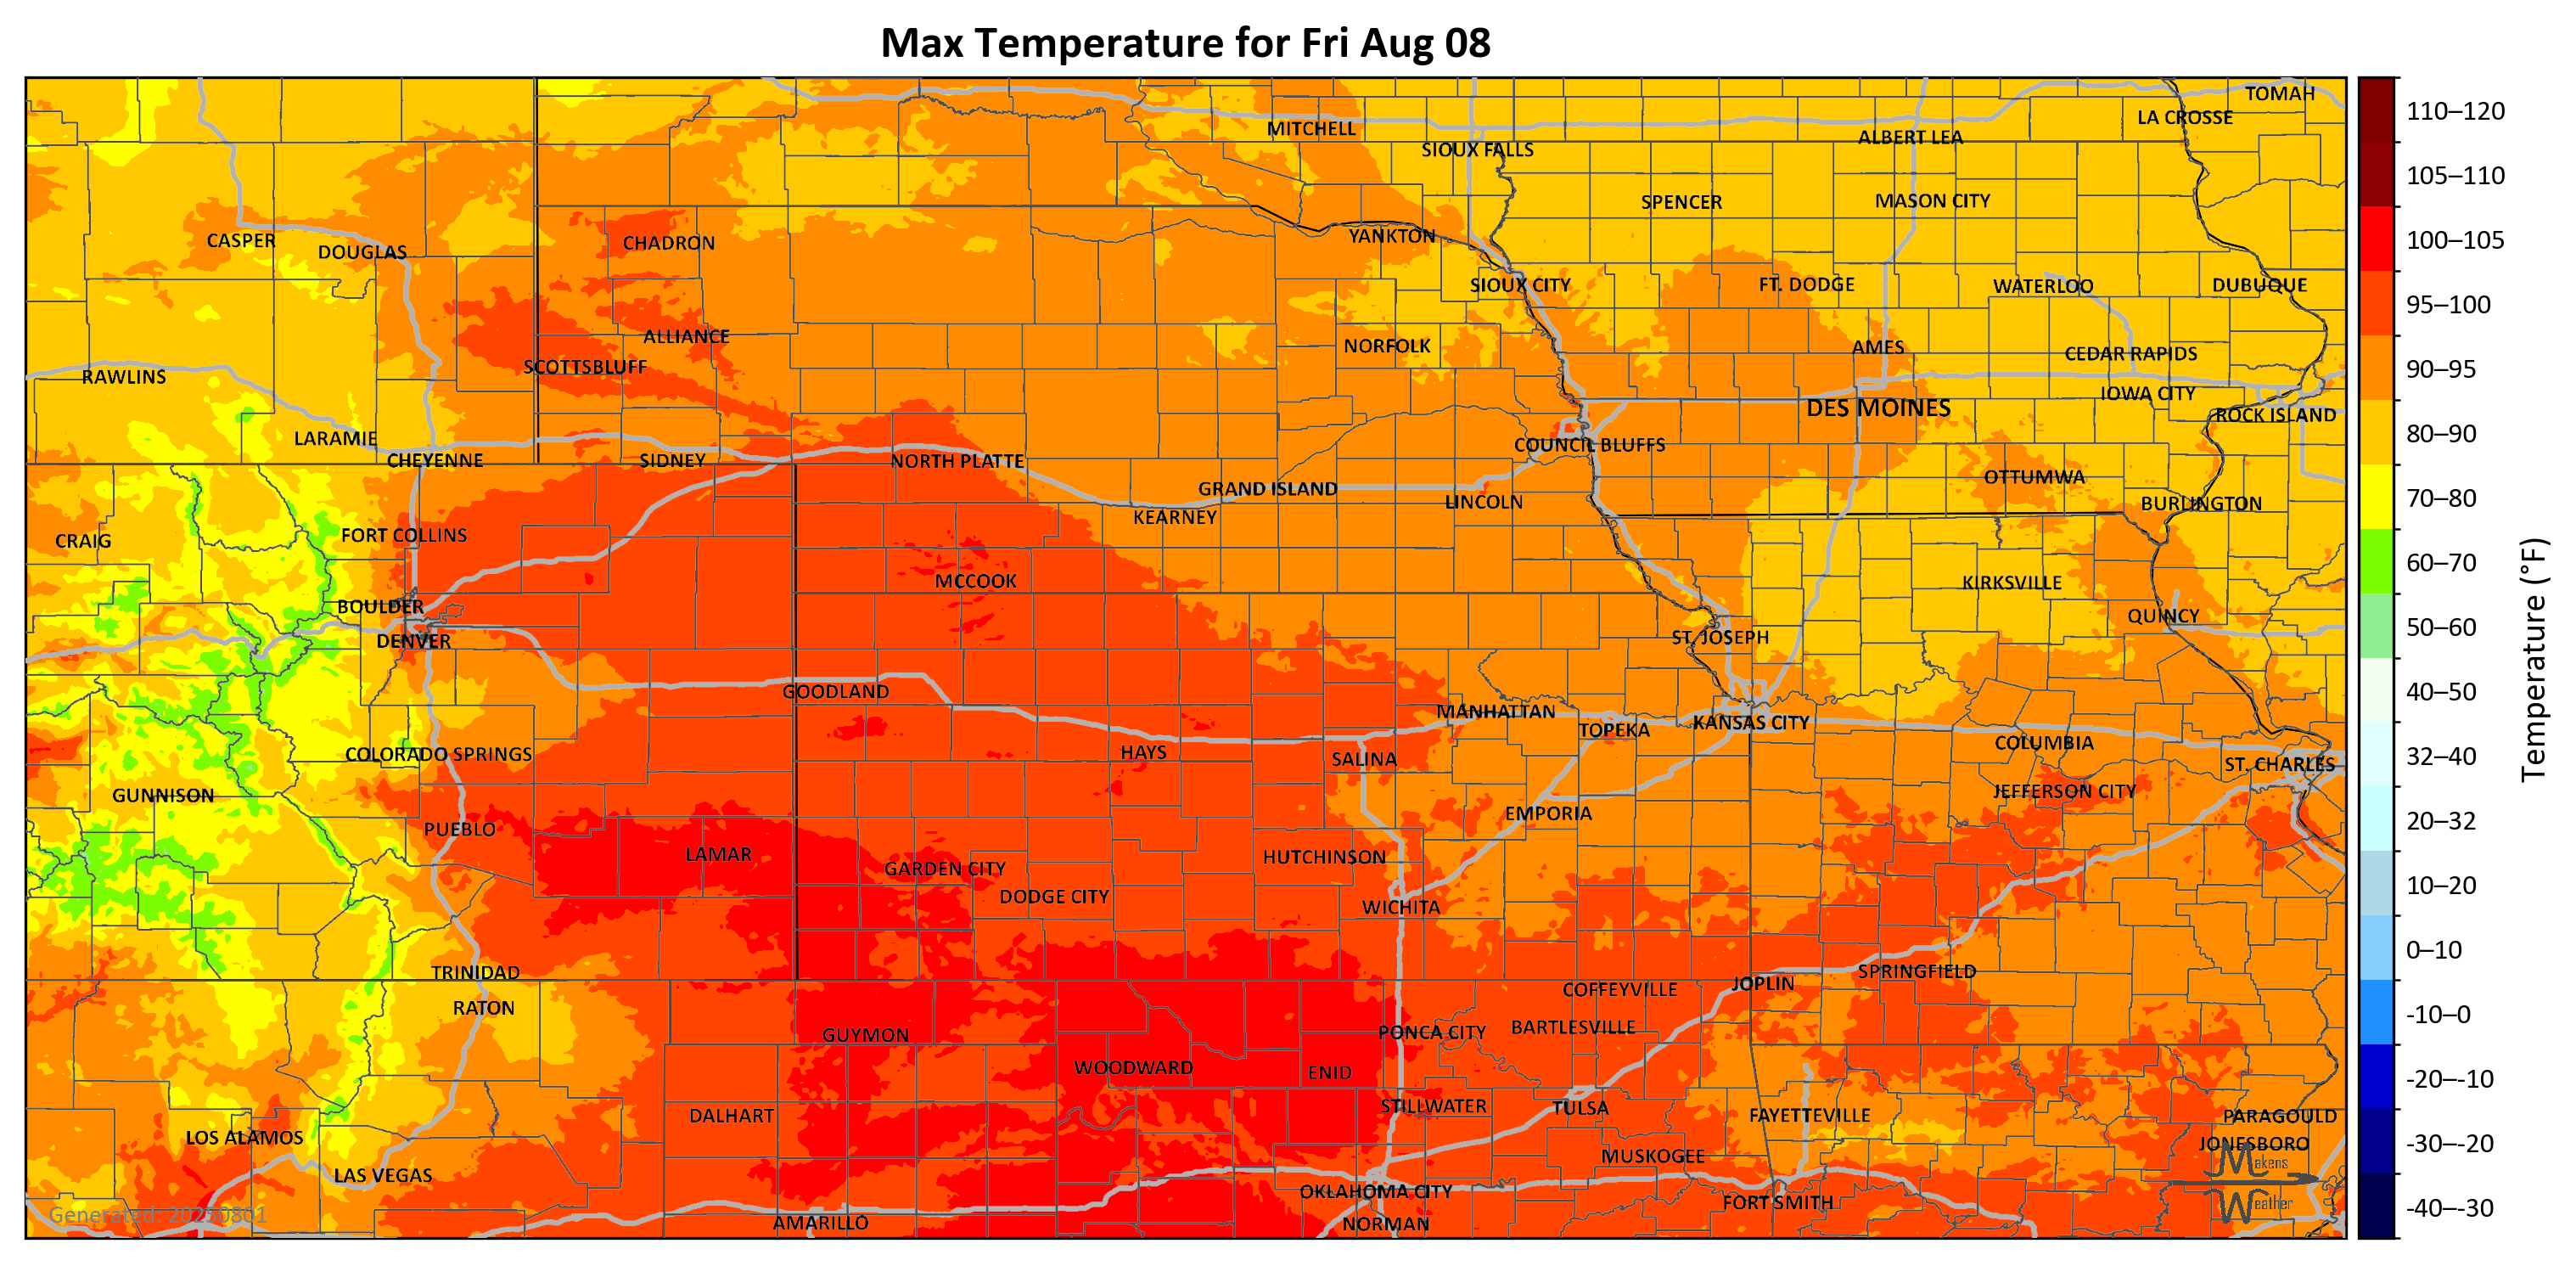 Max Temperature for Fri Aug 08
TOMAH
LA CROSSE
MITCHELL
ALBERT LEA
SIOUX FALLS
SPENCER
MASON CITY
CASPER
DOUGLAS
CHADRON
YANKTON
SIOUX CITY
FT. DODGE
WATERLOO
DUBUQUE
ALLIANCE
NORFOLK
AMES
CEDAR RAPIDS
SCOTTSBLUFF
RAWLINS
IOWA CITY
DES MOINES
ROCK ISLAND
LARAMIE
COUNCIL BLUFFS
CHEYENNE
SIDNEY
NORTH PLATTE
OTTUMWA
GRAND ISLAND
LINCOLN
BURLINGTON
KEARNEY
FORT COLLINS
CRAIG
MCCOOK
KIRKSVILLE
BOULDER
QUINCY
DENVER
ST. JOSEPH
GOODLAND
MANHATTAN
KANSAS CITY
TOPEKA
COLUMBIA
COLORADO SPRINGS
HAYS
SALINA
ST. CHARLES
GUNNISON
JEFFERSON CITY
EMPORIA
PUEBLO
LAMAR
HUTCHINSON
GARDEN CITY
DODGE CITY
WICHITA
TRINIDAD
SPRINGFIELD
JOPLIN
COFFEYVILLE
RATON
BARTLESVILLE
PONCA CITY
GUYMON
WOODWARD
ENID
STILLWATER
TULSA
DALHART
FAYETTEVILLE
PARAGOULD
LOS ALAMOS
JONESBORO
MUSKOGEE
LAS VEGAS
OKLAHOMA CITY
FORT SMITH
AMARILLO
NORMAN
Makens
Weather
Generated: 20250801
110–120
105–110
100–105
95–100
90–95
80–90
70–80
60–70
50–60
40–50
32–40
20–32
10–20
0–10
-10–0
-20–-10
-30–-20
-40–-30
Temperature (°F)